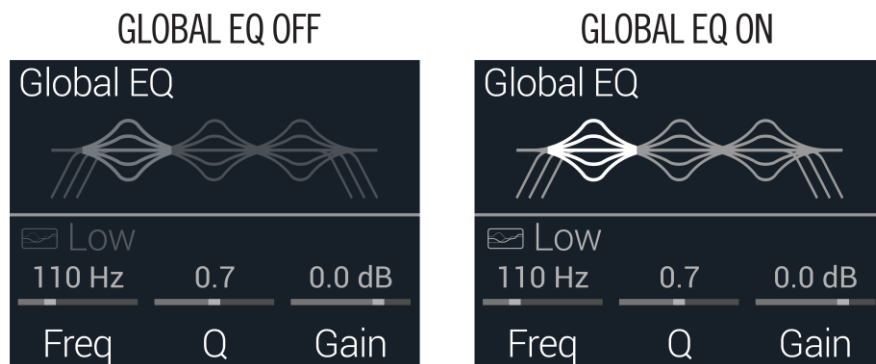 GLOBAL EQ OFF
Global EQ
Low
110 Hz 0.7 0.0 dB
Freq Q Gain
GLOBAL EQ ON
Global EQ
Low
110 Hz 0.7 0.0 dB
Freq Q Gain